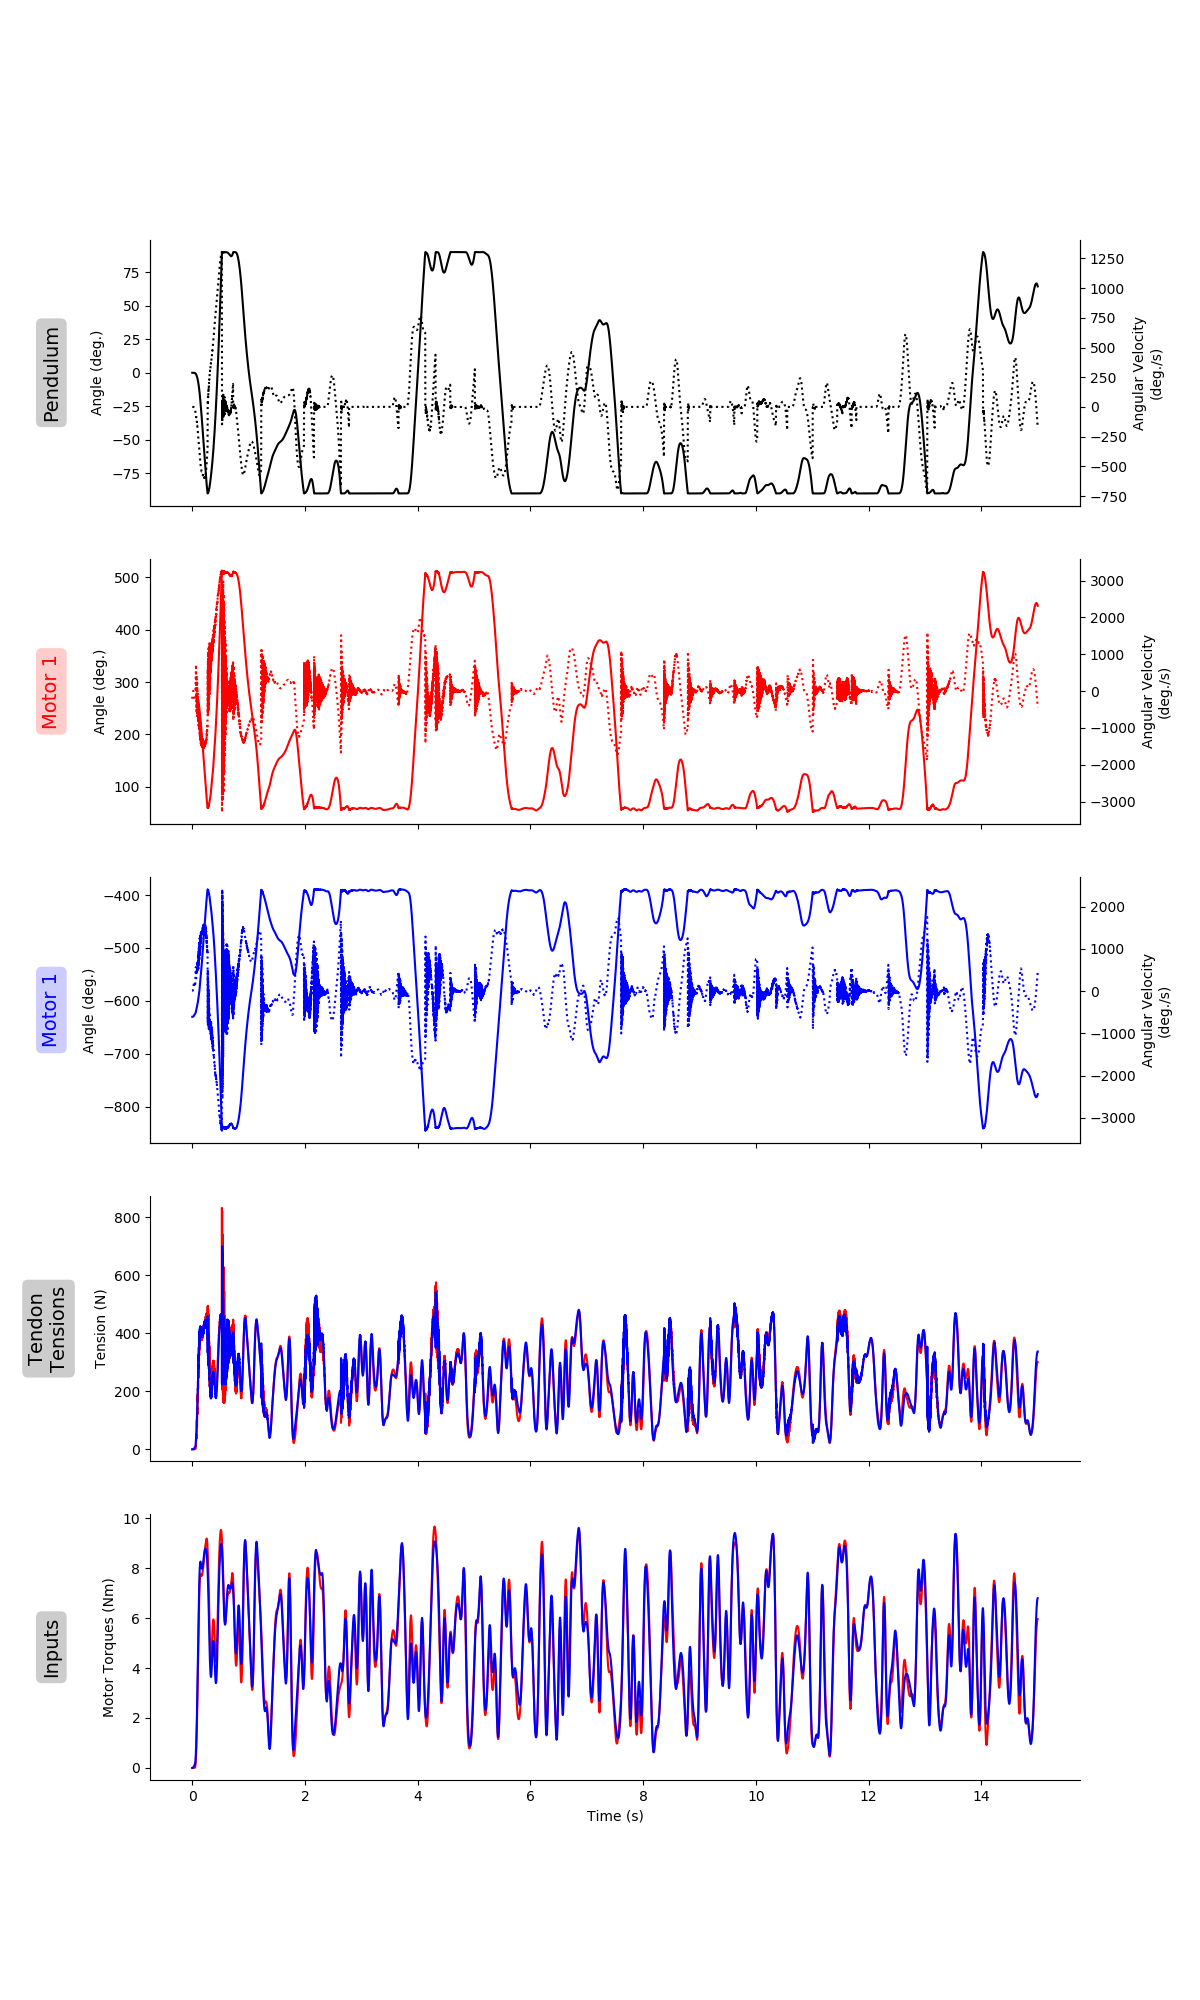 Pendulum
Angle (deg.)
75
50
25
0
−25
−50
−75
1250
1000
750
500
250
0
−250
−500
−750
Angular Velocity
(deg./s)
Motor 1
Angle (deg.)
500
400
300
200
100
3000
2000
1000
0
−1000
−2000
−3000
Angular Velocity
(deg./s)
Motor 1
Angle (deg.)
−400
−500
−600
−700
−800
2000
1000
0
−1000
−2000
−3000
Angular Velocity
(deg./s)
Tendon
Tensions
Tension (N)
800
600
400
200
0
Inputs
Motor Torques (Nm)
10
8
6
4
2
0
0 2 4 6 8 10 12 14
Time (s)